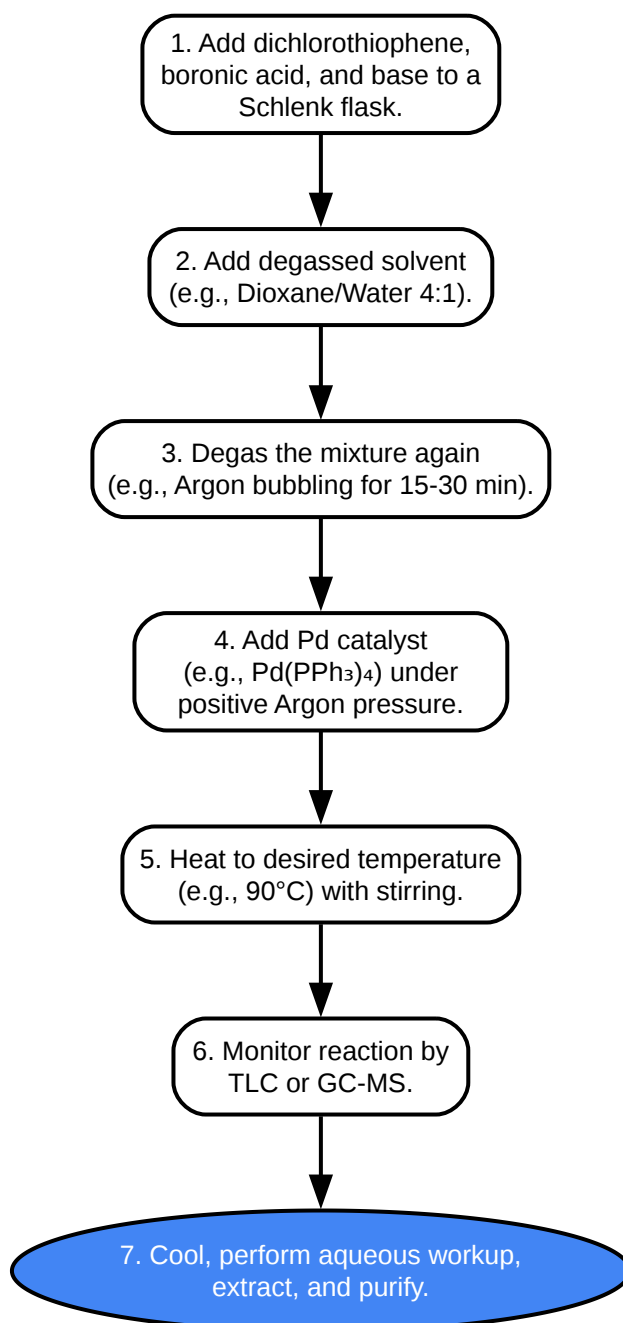 1. Add dichlorothiophene,
boronic acid, and base to a
Schlenk flask.
2. Add degassed solvent
(e.g., Dioxane/Water 4:1).
3. Degas the mixture again
(e.g., Argon bubbling for 15-30 min).
4. Add Pd catalyst
(e.g., Pd(PPh₃)₄) under
positive Argon pressure.
5. Heat to desired temperature
(e.g., 90°C) with stirring.
6. Monitor reaction by
TLC or GC-MS.
7. Cool, perform aqueous workup,
extract, and purify.